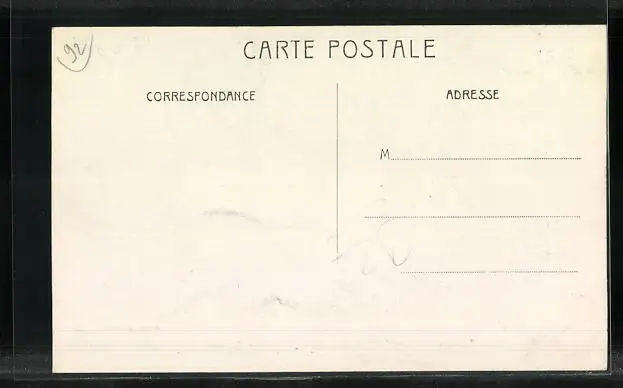 92
CARTE POSTALE
CORRESPONDANCE
ADRESSE
M